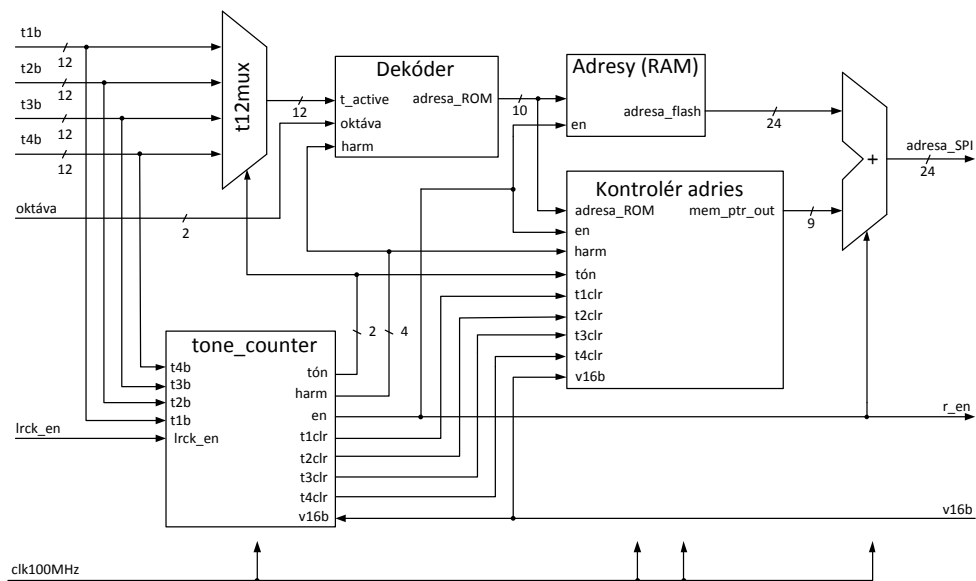 t1b
12
t2b
12
t3b
12
t4b
12
oktáva
2
t12mux
12
Dekóder
t_active
adresa_ROM
oktáva
harm
10
Adresy (RAM)
adresa_flash
en
24
+
adresa_SPI
24
Kontrolér adries
adresa_ROM
mem_ptr_out
en
harm
tón
t1clr
t2clr
t3clr
t4clr
v16b
9
2
4
tone_counter
t4b
t3b
t2b
t1b
lrck_en
tón
harm
en
t1clr
t2clr
t3clr
t4clr
v16b
lrck_en
r_en
v16b
clk100MHz